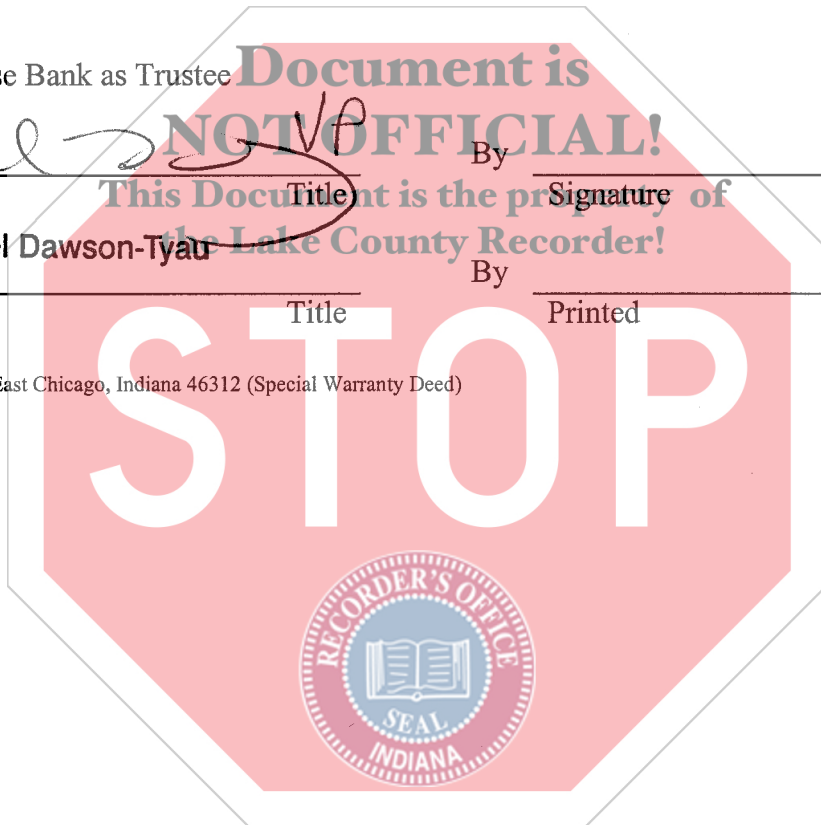 se Bank as Trustee
Document is
NOT OFFICIAL!
This Document is the property of
the Lake County Recorder!
VP
By
Title
Signature
l Dawson-Tyau
By
Title
Printed
East Chicago, Indiana 46312 (Special Warranty Deed)
STOP
RECORDER'S OFFICE
SEAL
INDIANA